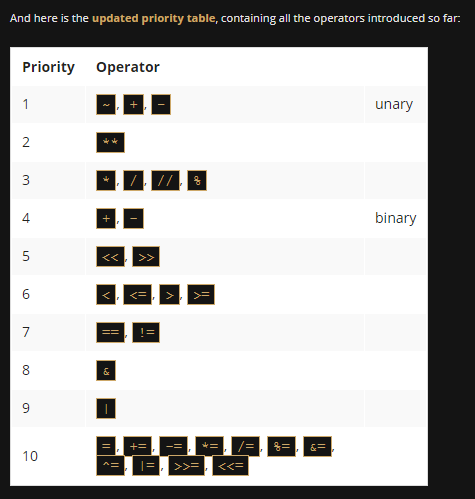 And here is the updated priority table, containing all the operators introduced so far:
Priority Operator
1 ~, +, - unary
2 **
3 *, /, //, %
4 +, - binary
5 <<, >>
6 <, <=, >, >=
7 ==, !=
8 &
9 |
10 =, +=, -=, *=, /=, %=, &=,
^=, |=, >>=, <<=